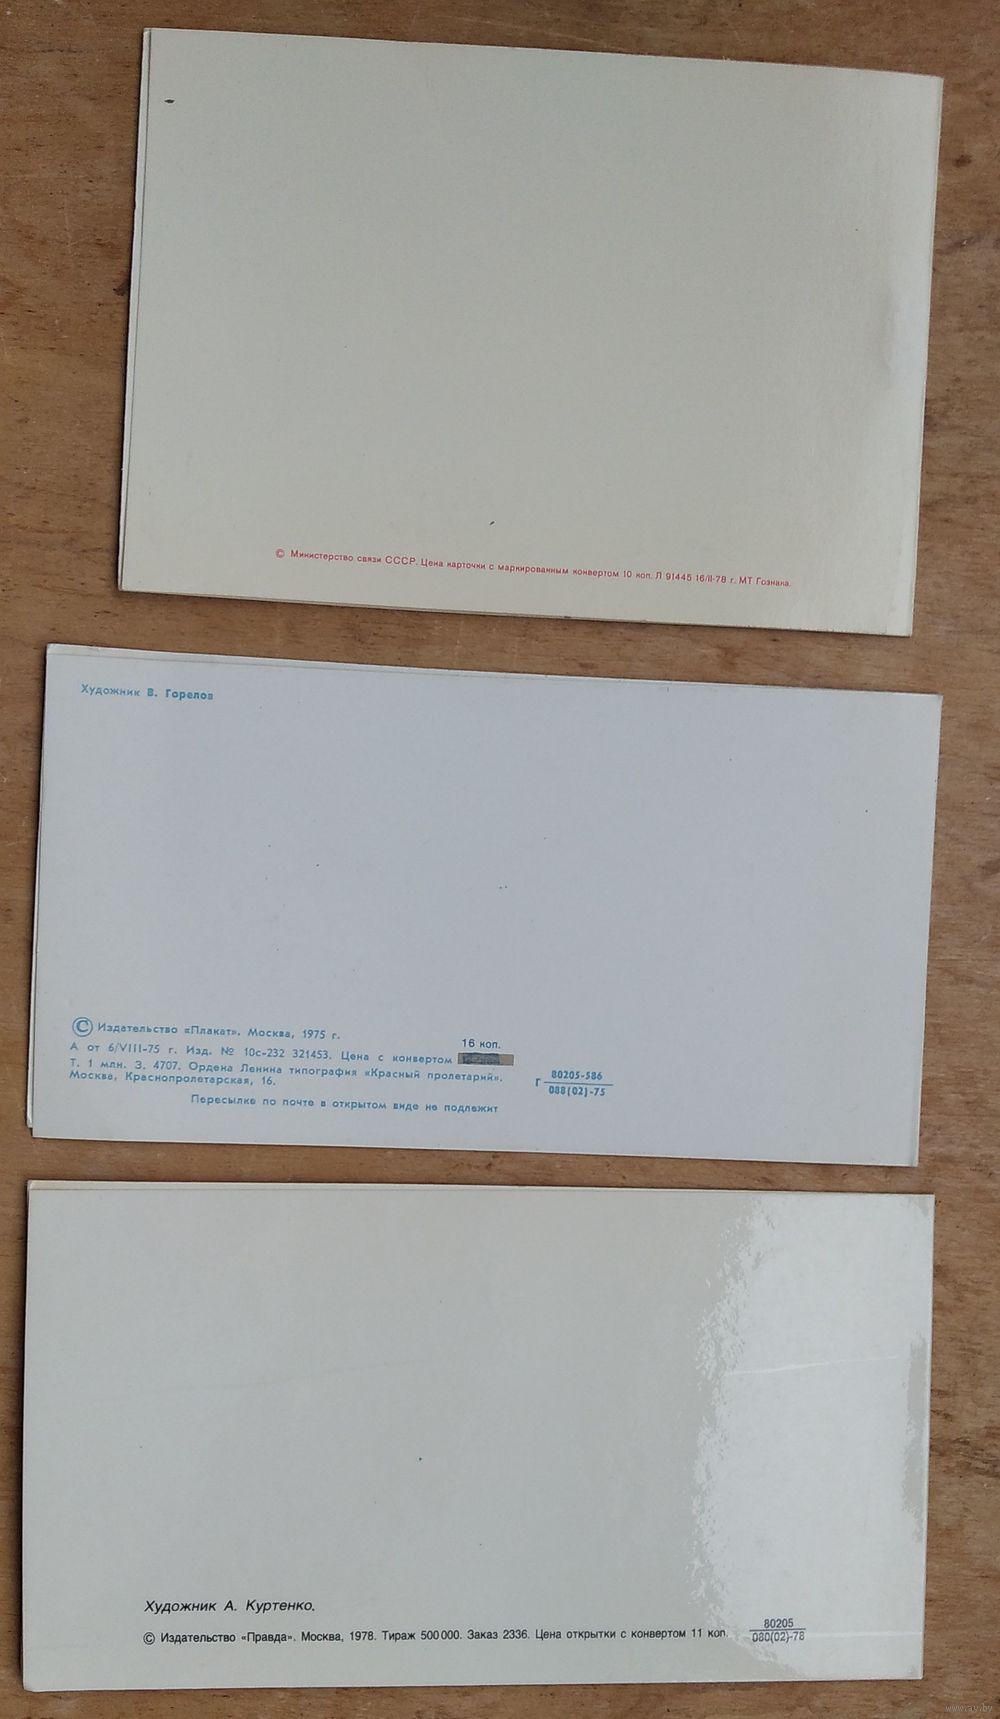 © Министерство связи СССР. Цена карточки с маркированным конвертом 10 коп. Л 91445 16/II-78 г. МТ Гознака.
Художник В. Горелов
© Издательство «Плакат». Москва, 1975 г.
16 коп.
А от 6/VIII-75 г. Изд. № 10с-232 321453. Цена с конвертом
Т. 1 млн. З. 4707. Ордена Ленина типография «Красный пролетарий».
Москва, Краснопролетарская, 16.
Г 80205-586
088(02)-75
Пересылке по почте в открытом виде не подлежит
Художник А. Куртенко.
© Издательство «Правда». Москва, 1978. Тираж 500 000. Заказ 2336. Цена открытки с конвертом 11 коп.
80205
080(02)-78
www.ay.by